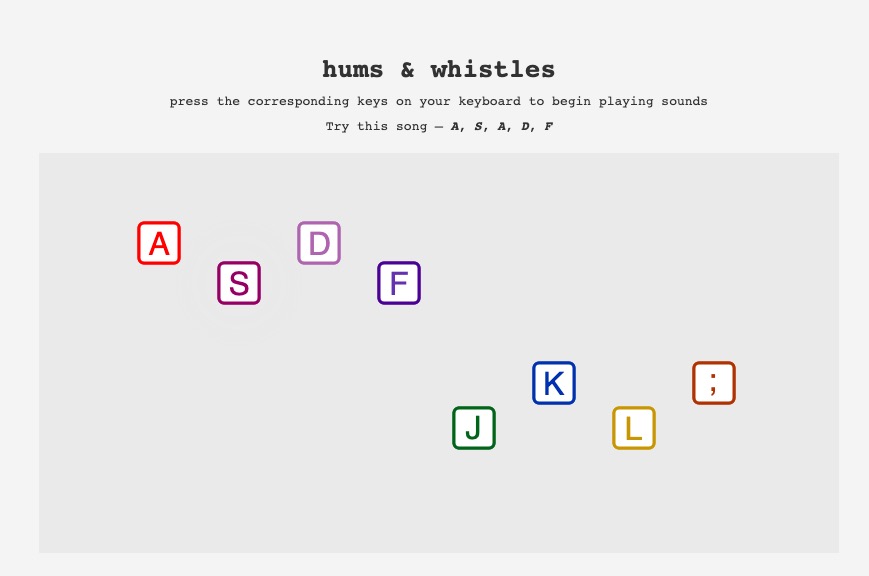 hums & whistles
press the corresponding keys on your keyboard to begin playing sounds
Try this song — A, S, A, D, F
A
D
S
F
K
;
J
L